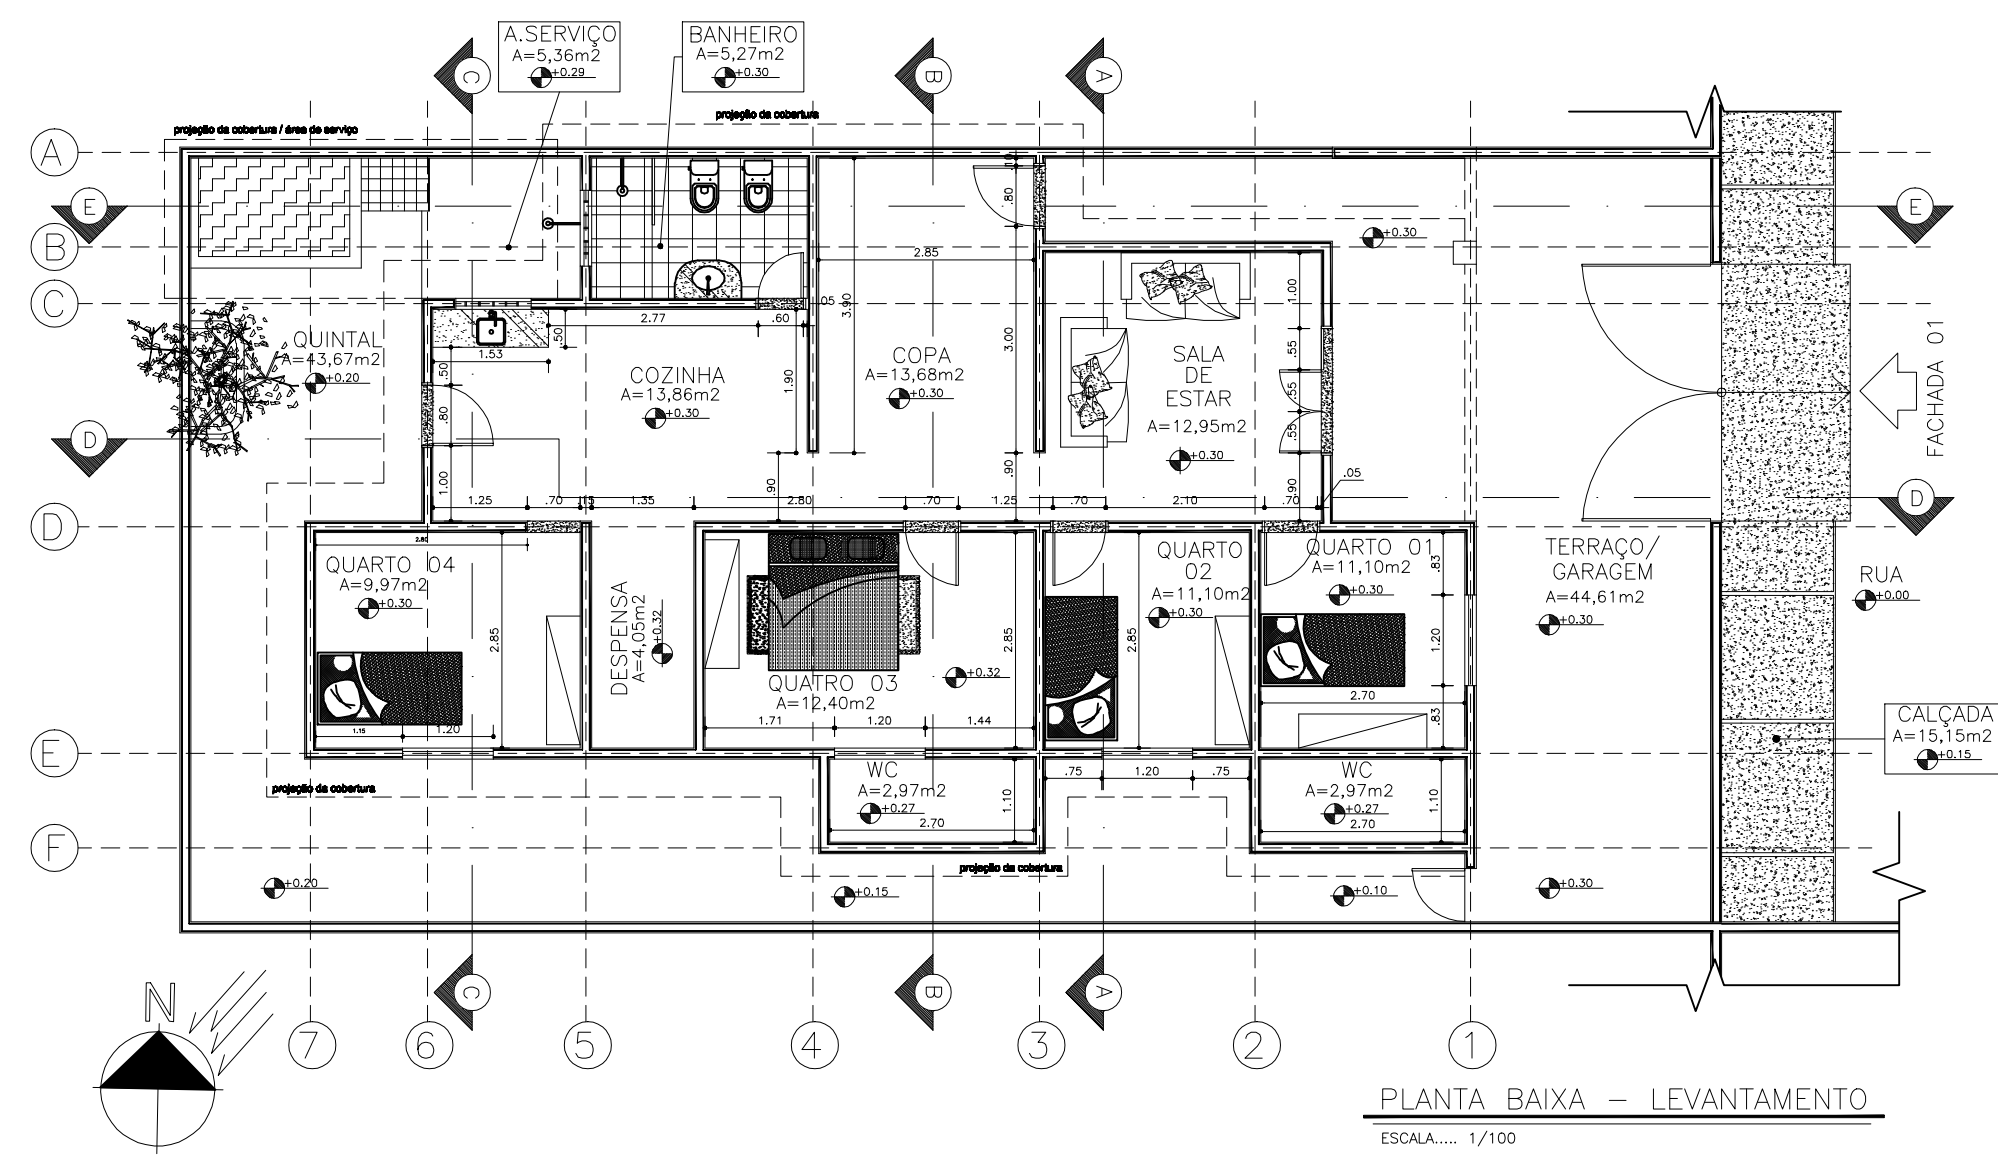 A.SERVIÇO
A=5,36m2
+0.29
BANHEIRO
A=5,27m2
+0.30
C
B
A
projeção da cobertura / área de serviço
projeção da cobertura
A
E
B
C
D
D
E
F
.10
.80
2.85
3.90
3.00
.05
+0.30
E
QUINTAL
A=43,67m2
+0.20
2.77
.60
.50
1.53
.50
.80
1.00
COZINHA
A=13,86m2
+0.30
1.90
.90
COPA
A=13,68m2
+0.30
.90
SALA
DE
ESTAR
A=12,95m2
+0.30
1.00
.55
.55
.55
.90
.05
FACHADA 01
D
1.25
.70
.15
1.35
2.80
.70
1.25
.70
2.10
.70
2.80
QUARTO 04
A=9,97m2
+0.30
2.85
1.15
1.20
DESPENSA
A=4,05m2
+0.32
QUATRO 03
A=12,40m2
+0.32
2.85
1.71
1.20
1.44
QUARTO
02
A=11,10m2
+0.30
2.85
QUARTO 01
A=11,10m2
+0.30
.83
1.20
.83
2.70
TERRAÇO/
GARAGEM
A=44,61m2
+0.30
RUA
+0.00
CALÇADA
A=15,15m2
+0.15
WC
A=2,97m2
+0.27
2.70
1.10
.75
1.20
.75
WC
A=2,97m2
+0.27
2.70
1.10
projeção da cobertura
projeção da cobertura
+0.20
+0.15
+0.10
+0.30
C
B
A
N
7
6
5
4
3
2
1
PLANTA BAIXA – LEVANTAMENTO
ESCALA..... 1/100